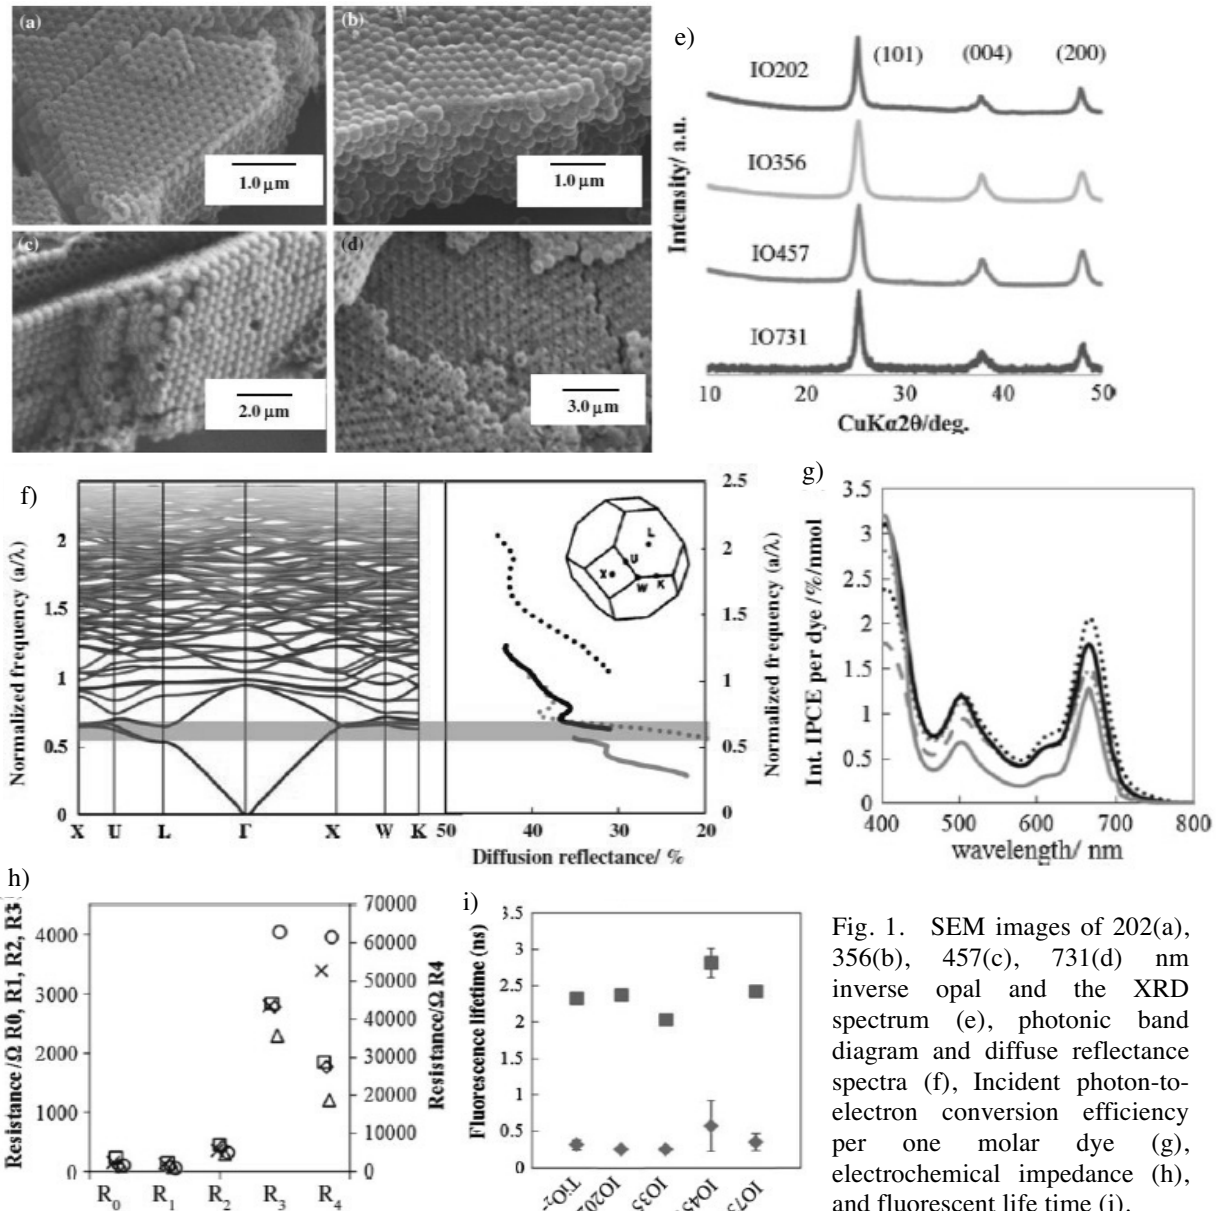 (a)
(b)
1.0 μm
1.0 μm
(c)
(d)
2.0 μm
3.0 μm
e)
IO202
(101)
(004)
(200)
IO356
IO457
IO731
Intensity/ a.u.
10
20
30
40
50
CuKα2θ/deg.
f)
Normalized frequency (a/λ)
2
1.5
1
0.5
0
X U L Γ X W K
50 40 30 20
Diffusion reflectance/ %
L
U
X
W
K
2.5
2
1.5
1
0.5
0
Normalized frequency (a/λ)
g)
Int. IPCE per dye /%/nmol
3.5
3
2.5
2
1.5
1
0.5
0
400 500 600 700 800
wavelength/ nm
h)
Resistance/Ω R0, R1, R2, R3
4000
3000
2000
1000
0
R0 R1 R2 R3 R4
70000
60000
50000
40000
30000
20000
10000
0
Resistance/Ω R4
i)
Fluorescence lifetime (ns)
3.5
3
2.5
2
1.5
1
0.5
0
TiO2-
IO202
IO35
IO45
IO73
Fig. 1. SEM images of 202(a),
356(b), 457(c), 731(d) nm
inverse opal and the XRD
spectrum (e), photonic band
diagram and diffuse reflectance
spectra (f), Incident photon-to-
electron conversion efficiency
per one molar dye (g),
electrochemical impedance (h),
and fluorescent life time (i).